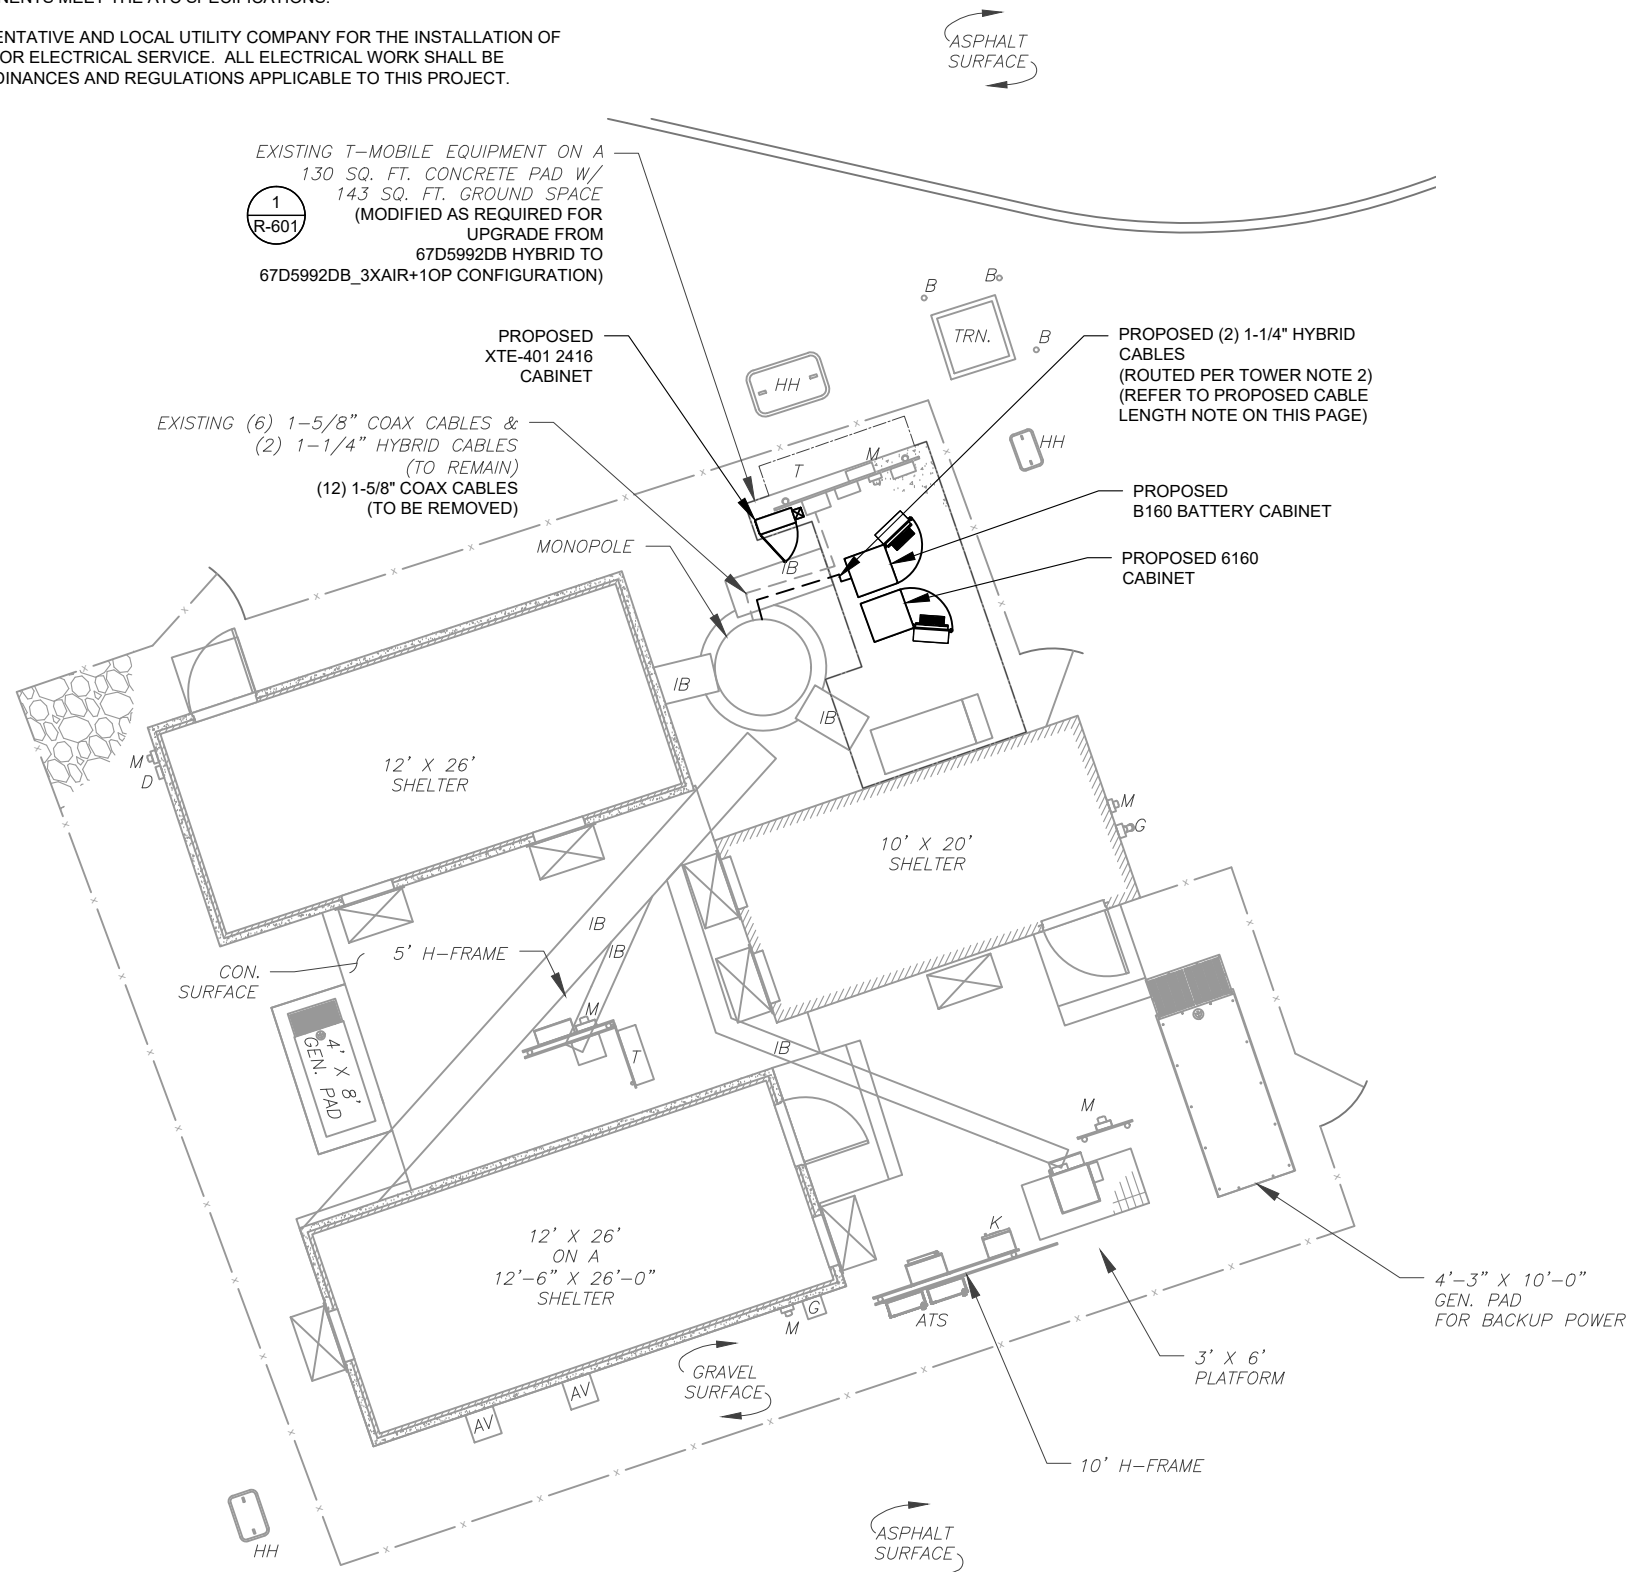 ENTATIVE AND LOCAL UTILITY COMPANY FOR THE INSTALLATION OF
OR ELECTRICAL SERVICE.  ALL ELECTRICAL WORK SHALL BE
DINANCES AND REGULATIONS APPLICABLE TO THIS PROJECT.
ASPHALT
SURFACE
EXISTING T-MOBILE EQUIPMENT ON A
130 SQ. FT. CONCRETE PAD W/
143 SQ. FT. GROUND SPACE
(MODIFIED AS REQUIRED FOR
UPGRADE FROM
67D5992DB HYBRID TO
67D5992DB_3XAIR+1OP CONFIGURATION)
1
R-601
B
B
B
TRN.
PROPOSED
XTE-401 2416
CABINET
PROPOSED (2) 1-1/4" HYBRID
CABLES
(ROUTED PER TOWER NOTE 2)
(REFER TO PROPOSED CABLE
LENGTH NOTE ON THIS PAGE)
HH
HH
EXISTING (6) 1-5/8" COAX CABLES &
(2) 1-1/4" HYBRID CABLES
(TO REMAIN)
(12) 1-5/8" COAX CABLES
(TO BE REMOVED)
T
M
PROPOSED
B160 BATTERY CABINET
MONOPOLE
IB
PROPOSED 6160
CABINET
IB
IB
M
D
12' X 26'
SHELTER
M
G
10' X 20'
SHELTER
IB
IB
5' H-FRAME
CON.
SURFACE
M
T
IB
4' X 8'
GEN. PAD
M
12' X 26'
ON A
12'-6" X 26'-0"
SHELTER
K
ATS
G
M
4'-3" X 10'-0"
GEN. PAD
FOR BACKUP POWER
3' X 6'
PLATFORM
GRAVEL
SURFACE
AV
AV
10' H-FRAME
HH
ASPHALT
SURFACE